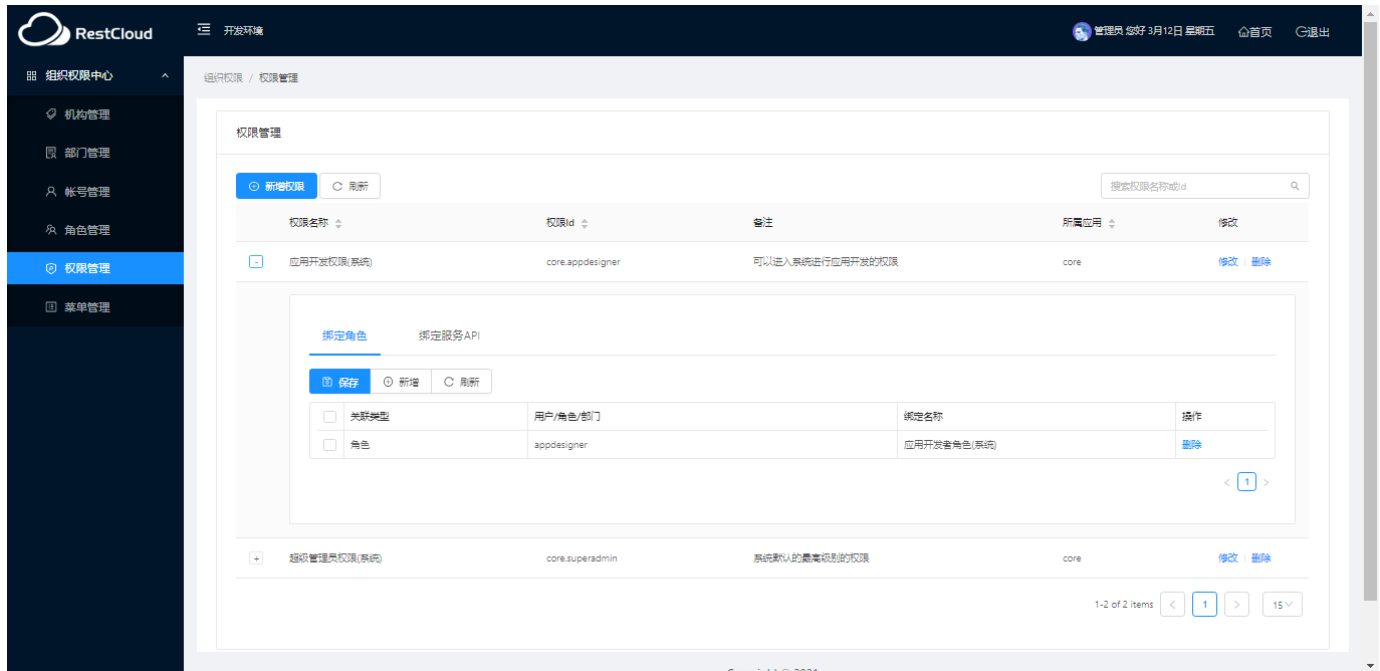 RestCloud
开发环境
管理员 您好 3月12日 星期五
首页
退出
组织权限中心
机构管理
部门管理
帐号管理
角色管理
权限管理
菜单管理
组织权限 / 权限管理
权限管理
新增权限
刷新
搜索权限名称或id
权限名称 权限Id 备注 所属应用 修改
- 应用开发权限(系统) core.appdesigner 可以进入系统进行应用开发的权限 core 修改 删除
绑定角色 绑定服务API
保存 新增 刷新
关联类型 用户/角色/部门 绑定名称 操作
角色 appdesigner 应用开发者角色(系统) 删除
< 1 >
+ 超级管理员权限(系统) core.superadmin 系统默认的最高级别的权限 core 修改 删除
1-2 of 2 items < 1 > 15